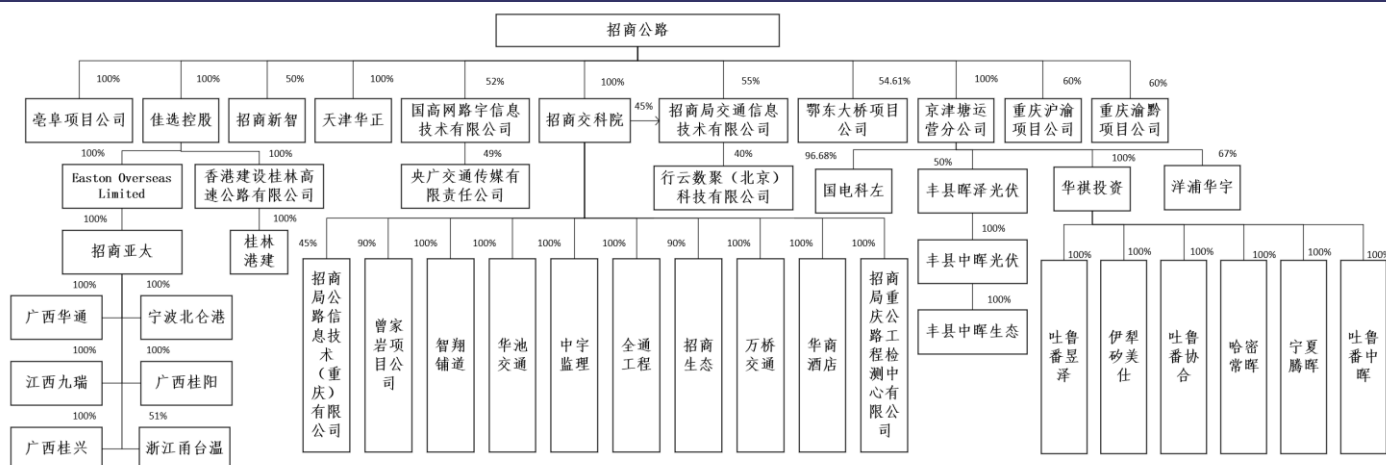 招商公路
100%
100%
50%
100%
52%
100%
55%
54.61%
100%
60%
60%
亳阜项目公司
佳选控股
招商新智
天津华正
国高网路宇信息
技术有限公司
招商交科院
45%
招商局交通信息
技术有限公司
鄂东大桥项目
公司
京津塘运
营分公司
重庆沪渝
项目公司
重庆渝黔
项目公司
100%
100%
49%
40%
96.68%
50%
100%
67%
Easton Overseas
Limited
香港建设桂林高
速公路有限公司
央广交通传媒有
限责任公司
行云数聚（北京）
科技有限公司
国电科左
丰县晖泽光伏
华祺投资
洋浦华宇
100%
100%
招商亚大
桂林
港建
45%
90%
100%
100%
100%
100%
90%
100%
100%
100%
100%
100%
100%
100%
100%
100%
100%
招商局公路信息技术（重庆）有限公司
曾家岩项目公司
智翔铺道
华池交通
中宇监理
全通工程
招商生态
万桥交通
华商酒店
招商局重庆公路工程检测中心有限公司
丰县中晖光伏
100%
丰县中晖生态
吐鲁番昱泽
伊犁矽美仕
吐鲁番协合
哈密常晖
宁夏腾晖
吐鲁番中晖
100%
100%
广西华通
宁波北仑港
100%
100%
江西九瑞
广西桂阳
100%
51%
广西桂兴
浙江甬台温